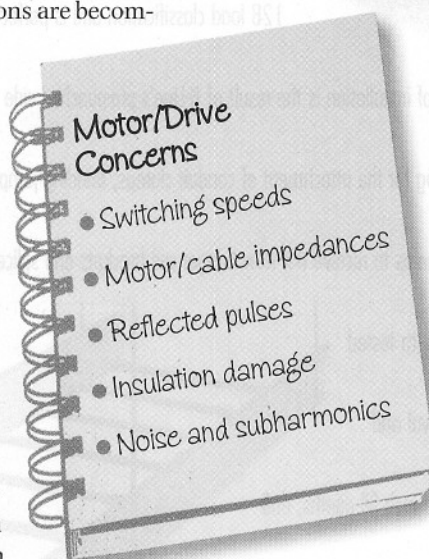 ons are becom-
Motor/Drive
Concerns
• Switching speeds
• Motor/cable impedances
• Reflected pulses
• Insulation damage
• Noise and subharmonics